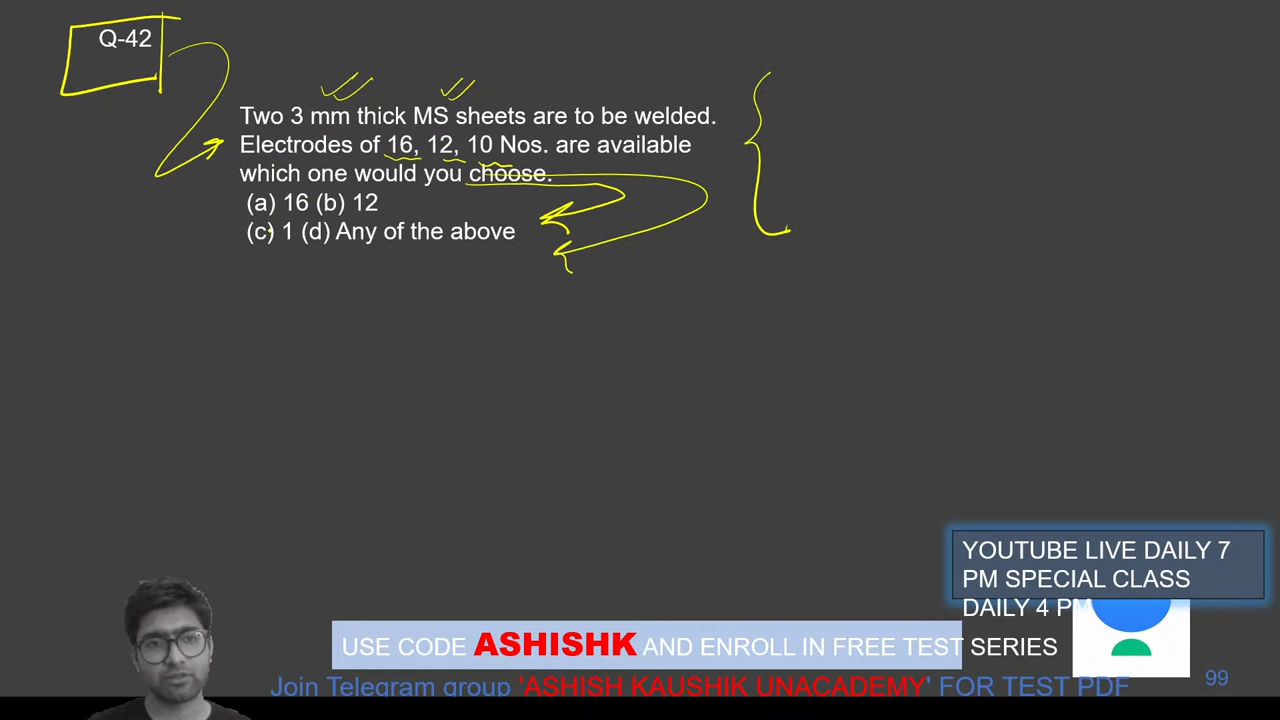 Q-42
Two 3 mm thick MS sheets are to be welded.
Electrodes of 16, 12, 10 Nos. are available
which one would you choose.
(a) 16 (b) 12
(c) 1 (d) Any of the above
YOUTUBE LIVE DAILY 7
PM SPECIAL CLASS
DAILY 4 PM
USE CODE ASHISHK AND ENROLL IN FREE TEST SERIES
Join Telegram group 'ASHISH KAUSHIK UNACADEMY' FOR TEST PDF
99